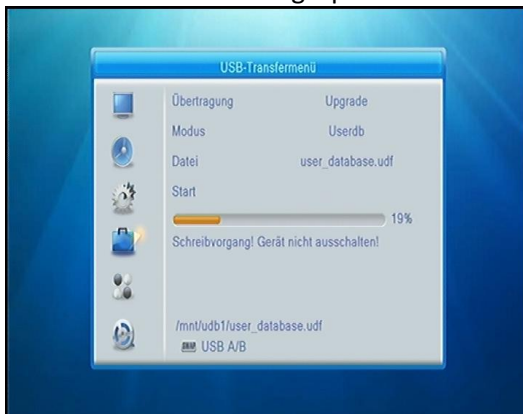 USB-Transfermenü
Übertragung Upgrade
Modus Userdb
Datei user_database.udf
Start
19%
Schreibvorgang! Gerät nicht ausschalten!
/mnt/udb1/user_database.udf
USB A/B